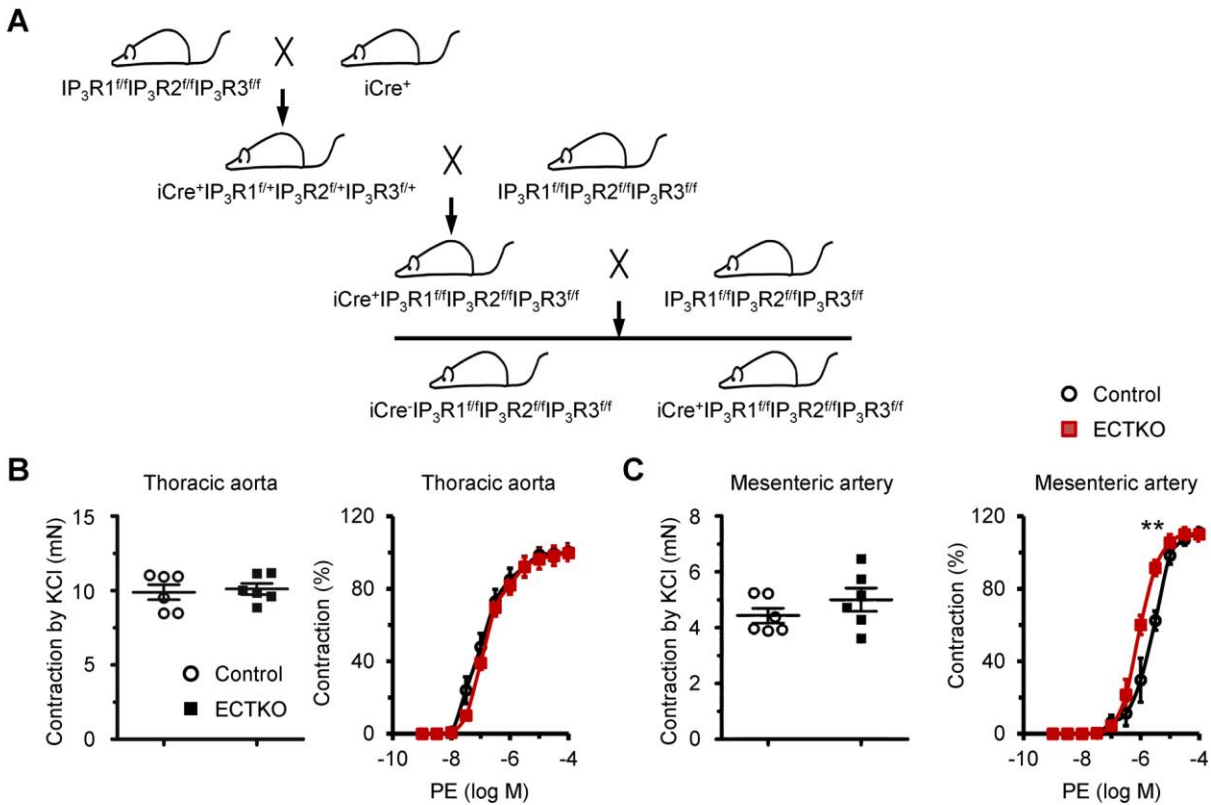 A
X
IP₃R1f/fIP₃R2f/fIP₃R3f/f
iCre⁺
X
iCre⁺IP₃R1f/+IP₃R2f/+IP₃R3f/+
IP₃R1f/fIP₃R2f/fIP₃R3f/f
X
iCre⁺IP₃R1f/fIP₃R2f/fIP₃R3f/f
IP₃R1f/fIP₃R2f/fIP₃R3f/f
iCre⁻IP₃R1f/fIP₃R2f/fIP₃R3f/f
iCre⁺IP₃R1f/fIP₃R2f/fIP₃R3f/f
Control
ECTKO
B
Thoracic aorta
Contraction by KCl (mN)
15
10
5
0
Control
ECTKO
Thoracic aorta
Contraction (%)
120
80
40
0
-10
-8
-6
-4
PE (log M)
C
Mesenteric artery
Contraction by KCl (mN)
8
6
4
2
0
Mesenteric artery
Contraction (%)
120
80
40
0
**
-10
-8
-6
-4
PE (log M)